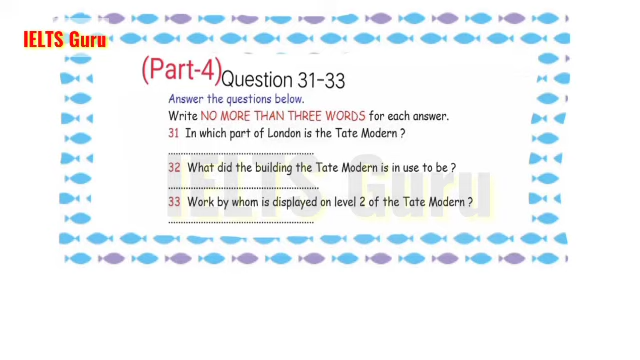 IELTS Guru
(Part-4) Question 31-33
Answer the questions below.
Write NO MORE THAN THREE WORDS for each answer.
31 In which part of London is the Tate Modern ?
................................................
32 What did the building the Tate Modern is in use to be ?
.................................................
33 Work by whom is displayed on level 2 of the Tate Modern ?
................................................
IELTS Guru